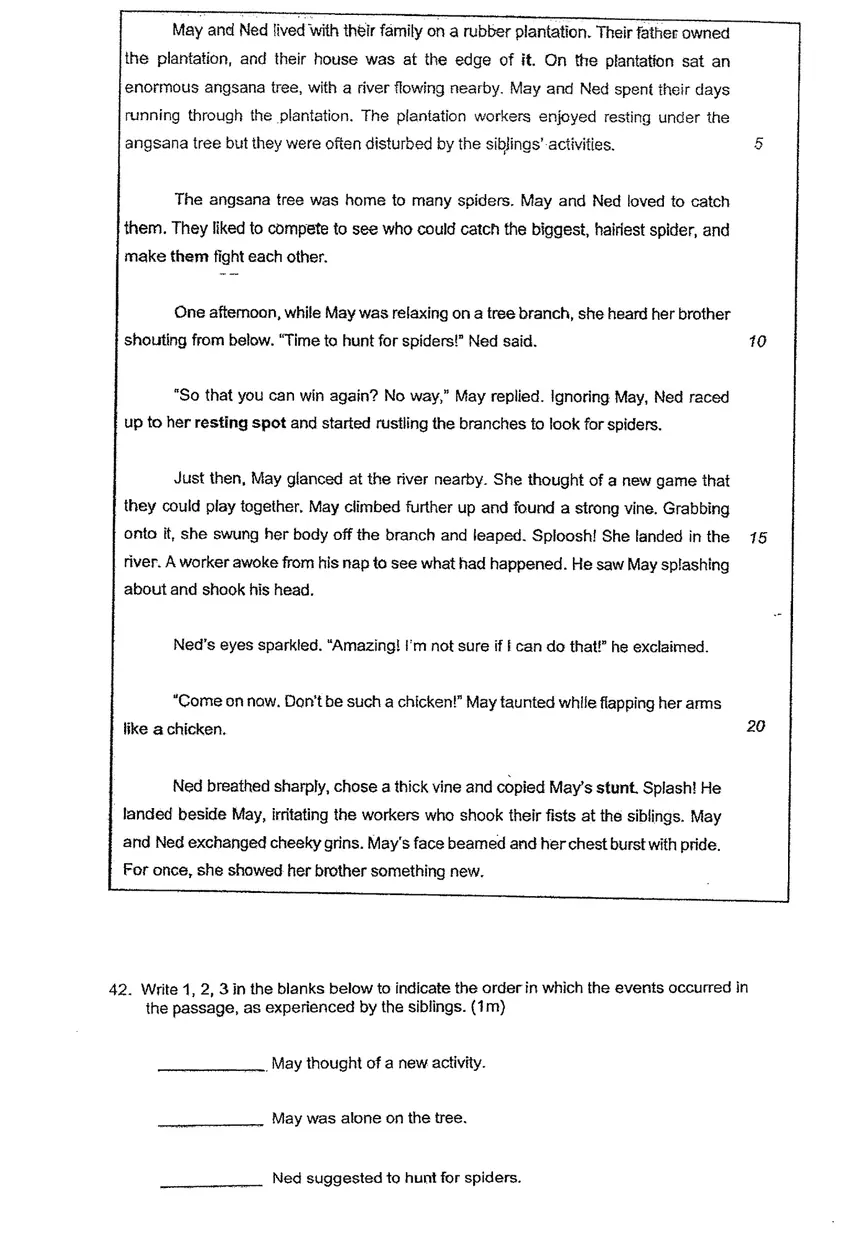 May and Ned lived with their family on a rubber plantation. Their father owned
the plantation, and their house was at the edge of it. On the plantation sat an
enormous angsana tree, with a river flowing nearby. May and Ned spent their days
running through the plantation. The plantation workers enjoyed resting under the
angsana tree but they were often disturbed by the siblings' activities. 5
The angsana tree was home to many spiders. May and Ned loved to catch
them. They liked to compete to see who could catch the biggest, hairiest spider, and
make them fight each other.
One afternoon, while May was relaxing on a tree branch, she heard her brother
shouting from below. "Time to hunt for spiders!" Ned said. 10
"So that you can win again? No way," May replied. Ignoring May, Ned raced
up to her resting spot and started rustling the branches to look for spiders.
Just then, May glanced at the river nearby. She thought of a new game that
they could play together. May climbed further up and found a strong vine. Grabbing
onto it, she swung her body off the branch and leaped. Sploosh! She landed in the 15
river. A worker awoke from his nap to see what had happened. He saw May splashing
about and shook his head.
Ned's eyes sparkled. "Amazing! I'm not sure if I can do that!" he exclaimed.
"Come on now. Don't be such a chicken!" May taunted while flapping her arms
like a chicken. 20
Ned breathed sharply, chose a thick vine and copied May's stunt. Splash! He
landed beside May, irritating the workers who shook their fists at the siblings. May
and Ned exchanged cheeky grins. May's face beamed and her chest burst with pride.
For once, she showed her brother something new.
42. Write 1, 2, 3 in the blanks below to indicate the order in which the events occurred in
the passage, as experienced by the siblings. (1m)
____________ May thought of a new activity.
____________ May was alone on the tree.
____________ Ned suggested to hunt for spiders.